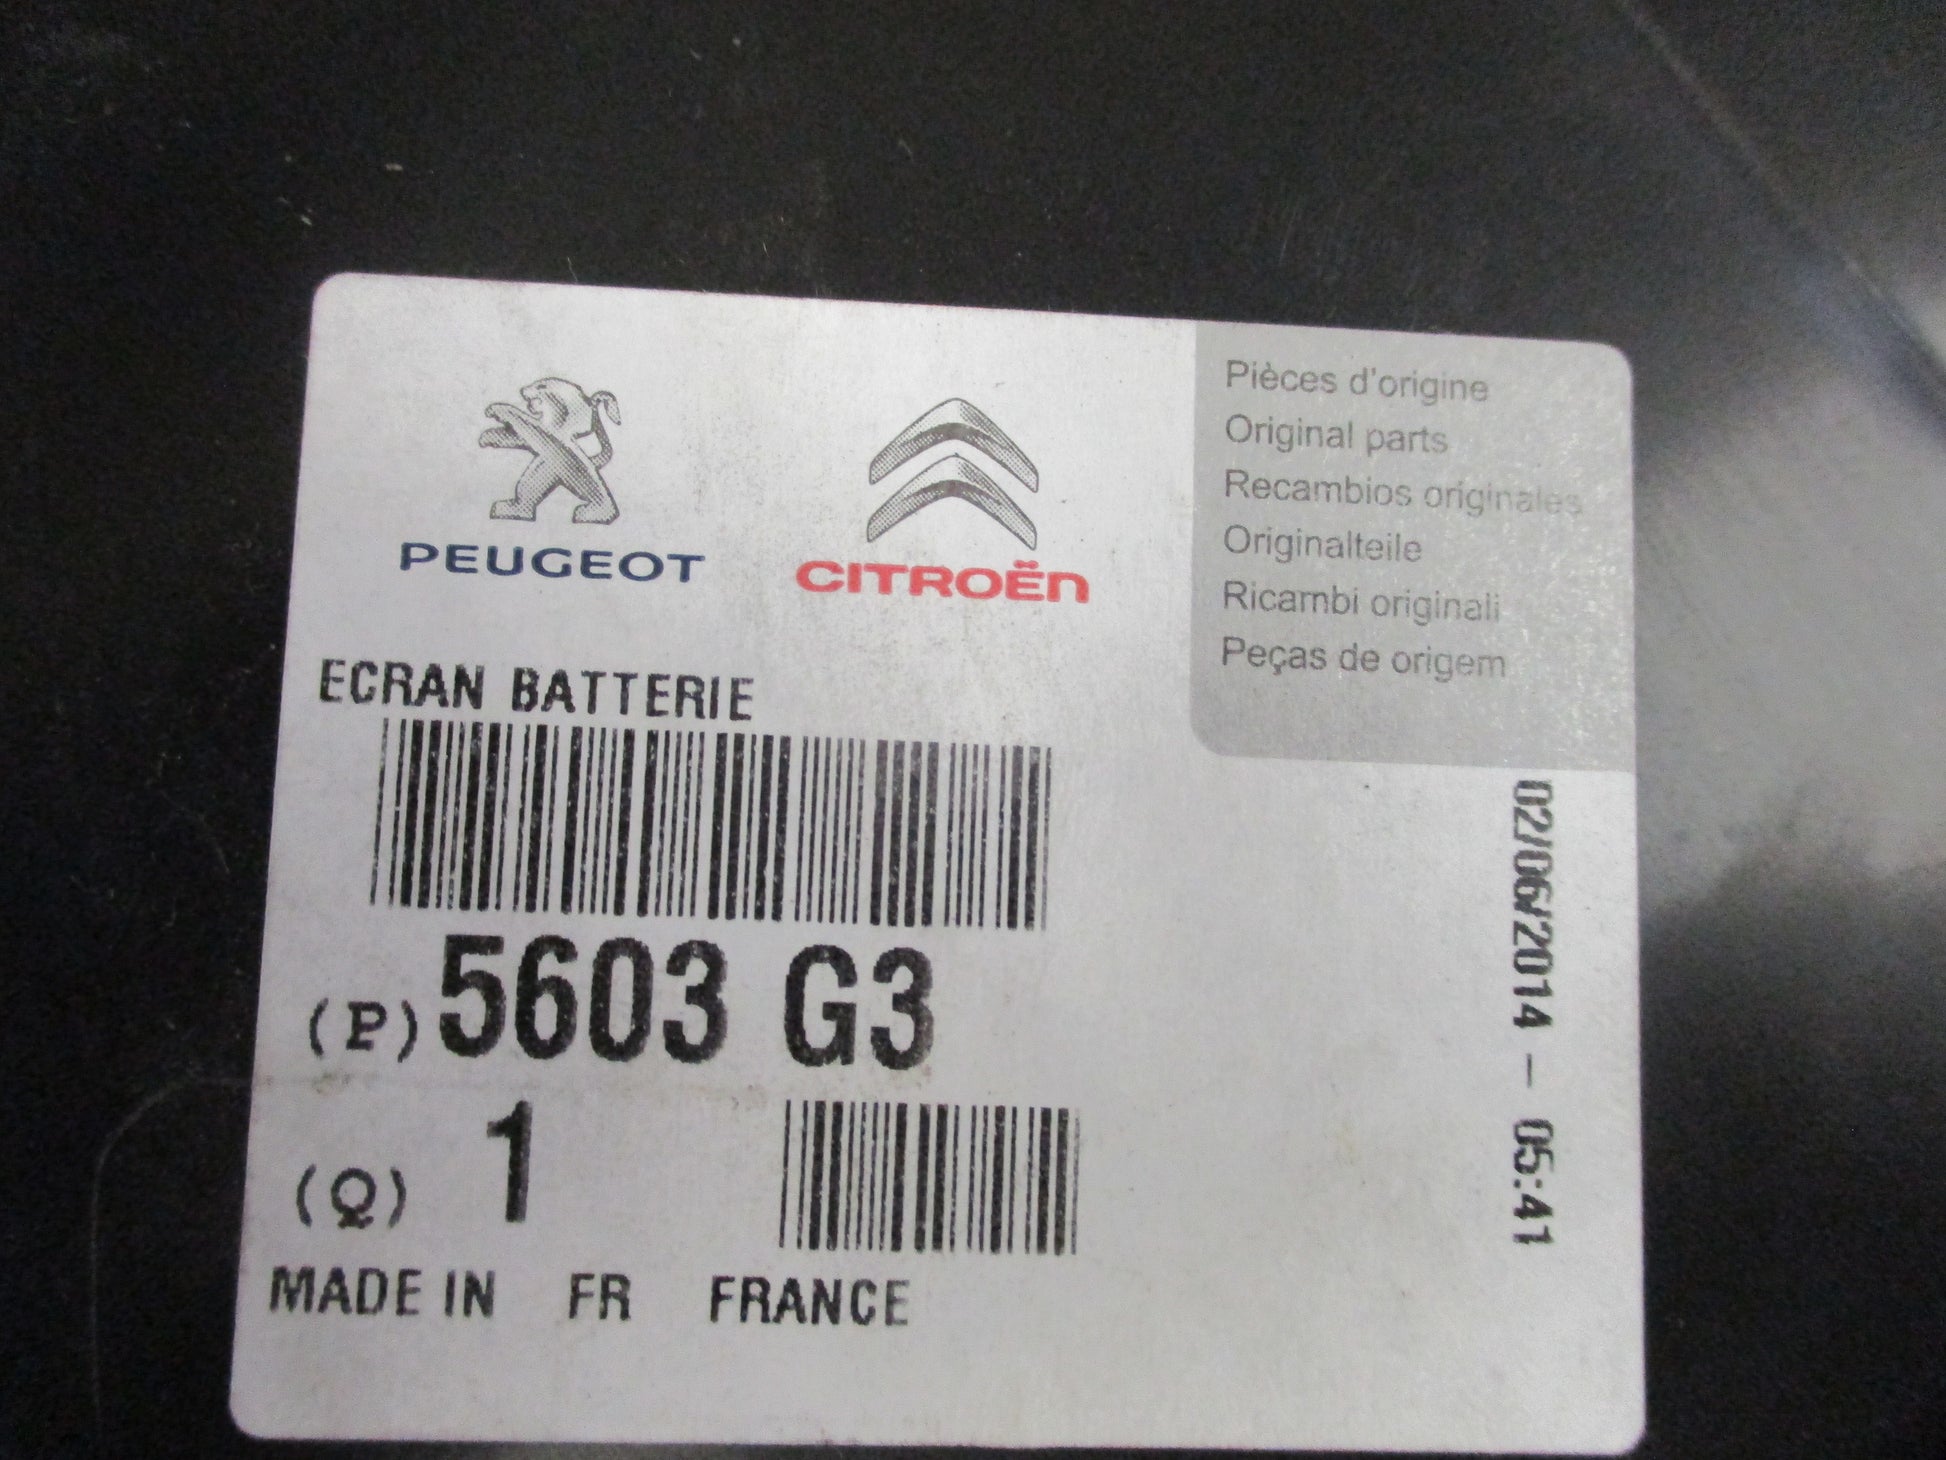 PEUGEOT
CITROËN
Pièces d'origine
Original parts
Recambios originales
Originalteile
Ricambi originali
Peças de origem
ECRAN BATTERIE
(P) 5603 G3
(Q) 1
MADE IN FR FRANCE
02/06/2014 - 05:41